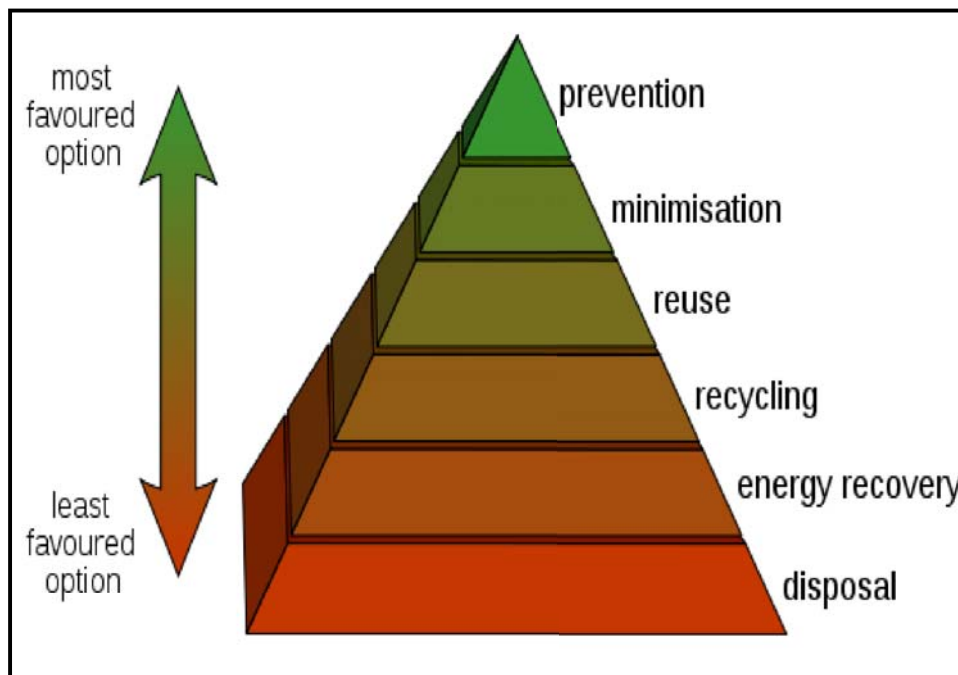 most
favoured
option
prevention
minimisation
reuse
recycling
energy recovery
least
favoured
option
disposal